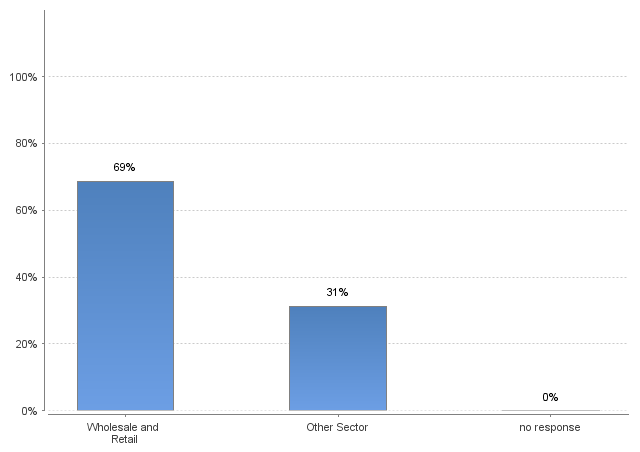 100%
80%
69%
60%
40%
31%
20%
0%
0%
Wholesale and
Retail
Other Sector
no response